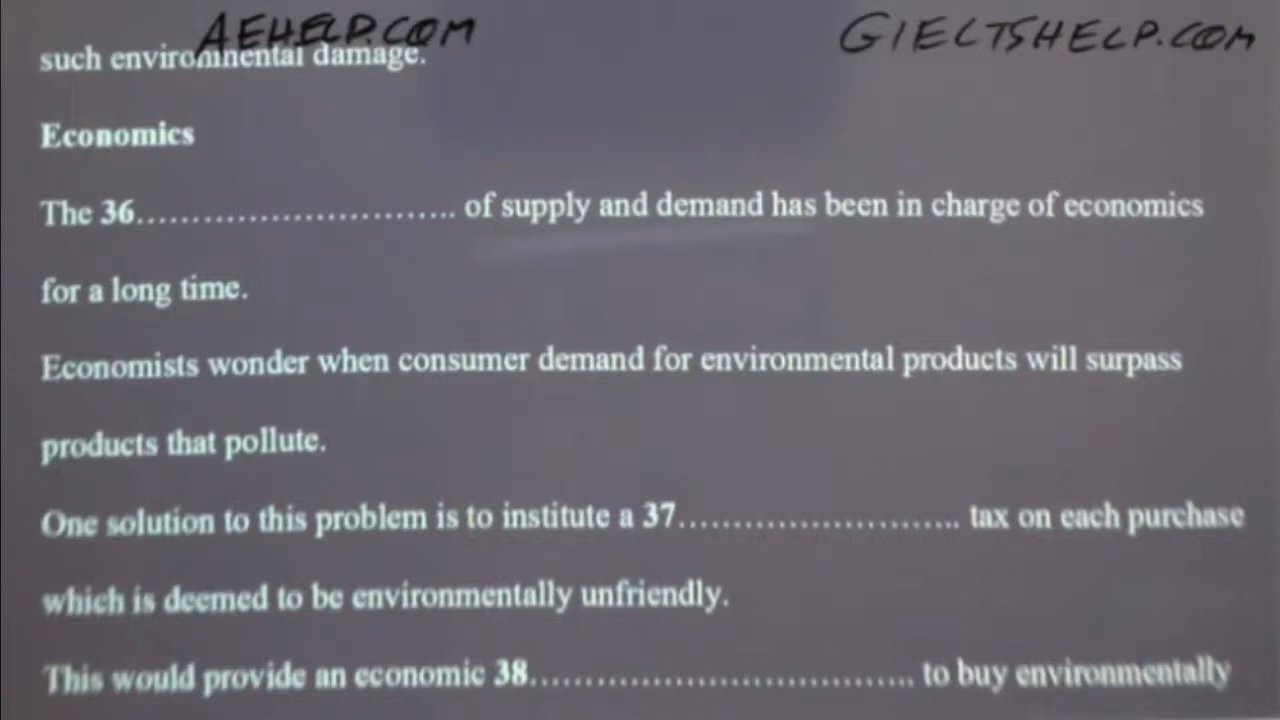 AEHELP.COM
GIELTSHELP.COM
such environmental damage.
Economics
The 36............................. of supply and demand has been in charge of economics
for a long time.
Economists wonder when consumer demand for environmental products will surpass
products that pollute.
One solution to this problem is to institute a 37......................... tax on each purchase
which is deemed to be environmentally unfriendly.
This would provide an economic 38................................... to buy environmentally